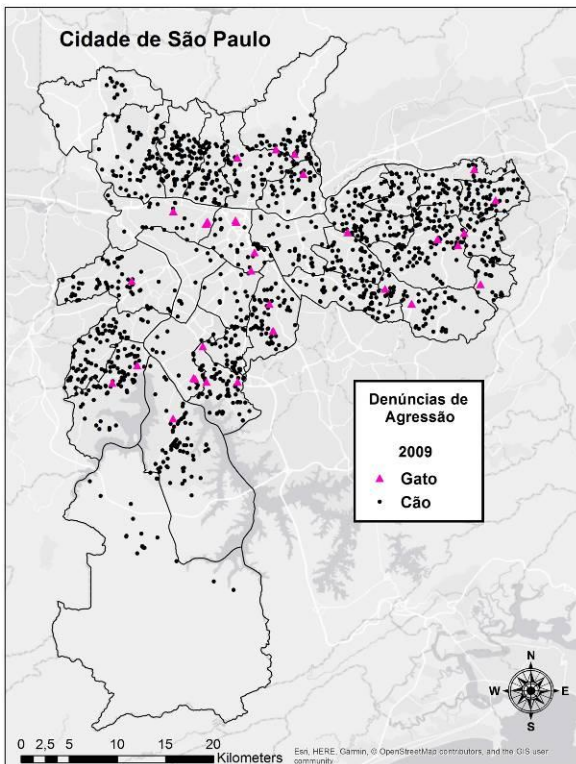 Cidade de São Paulo
Denúncias de
Agressão
2009
Gato
Cão
N
W E
S
0 2,5 5 10 15 20
Kilometers
Esri, HERE, Garmin, © OpenStreetMap contributors, and the GIS user
community